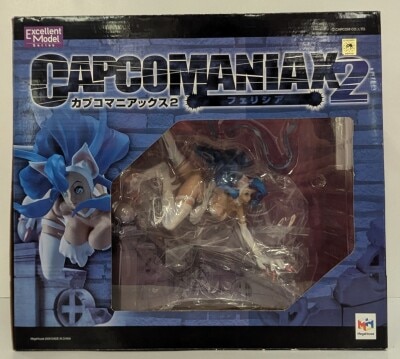 Excellent
Model
Series
CAPCOMANIAX2
カプコマニアックス2
フェリシア
MegaHouse